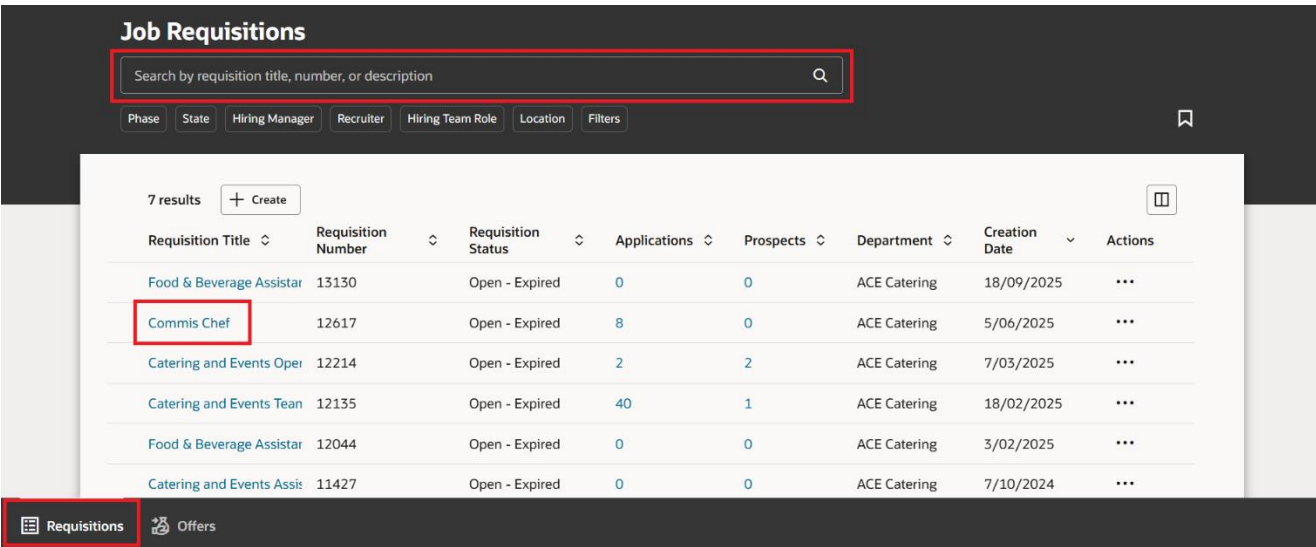 Job Requisitions
Search by requisition title, number, or description
Phase State Hiring Manager Recruiter Hiring Team Role Location Filters
7 results + Create
Requisition Title Requisition Number Requisition Status Applications Prospects Department Creation Date Actions
Food & Beverage Assistar 13130 Open - Expired 0 0 ACE Catering 18/09/2025 ...
Commis Chef 12617 Open - Expired 8 0 ACE Catering 5/06/2025 ...
Catering and Events Oper 12214 Open - Expired 2 2 ACE Catering 7/03/2025 ...
Catering and Events Tean 12135 Open - Expired 40 1 ACE Catering 18/02/2025 ...
Food & Beverage Assistar 12044 Open - Expired 0 0 ACE Catering 3/02/2025 ...
Catering and Events Assis 11427 Open - Expired 0 0 ACE Catering 7/10/2024 ...
Requisitions Offers